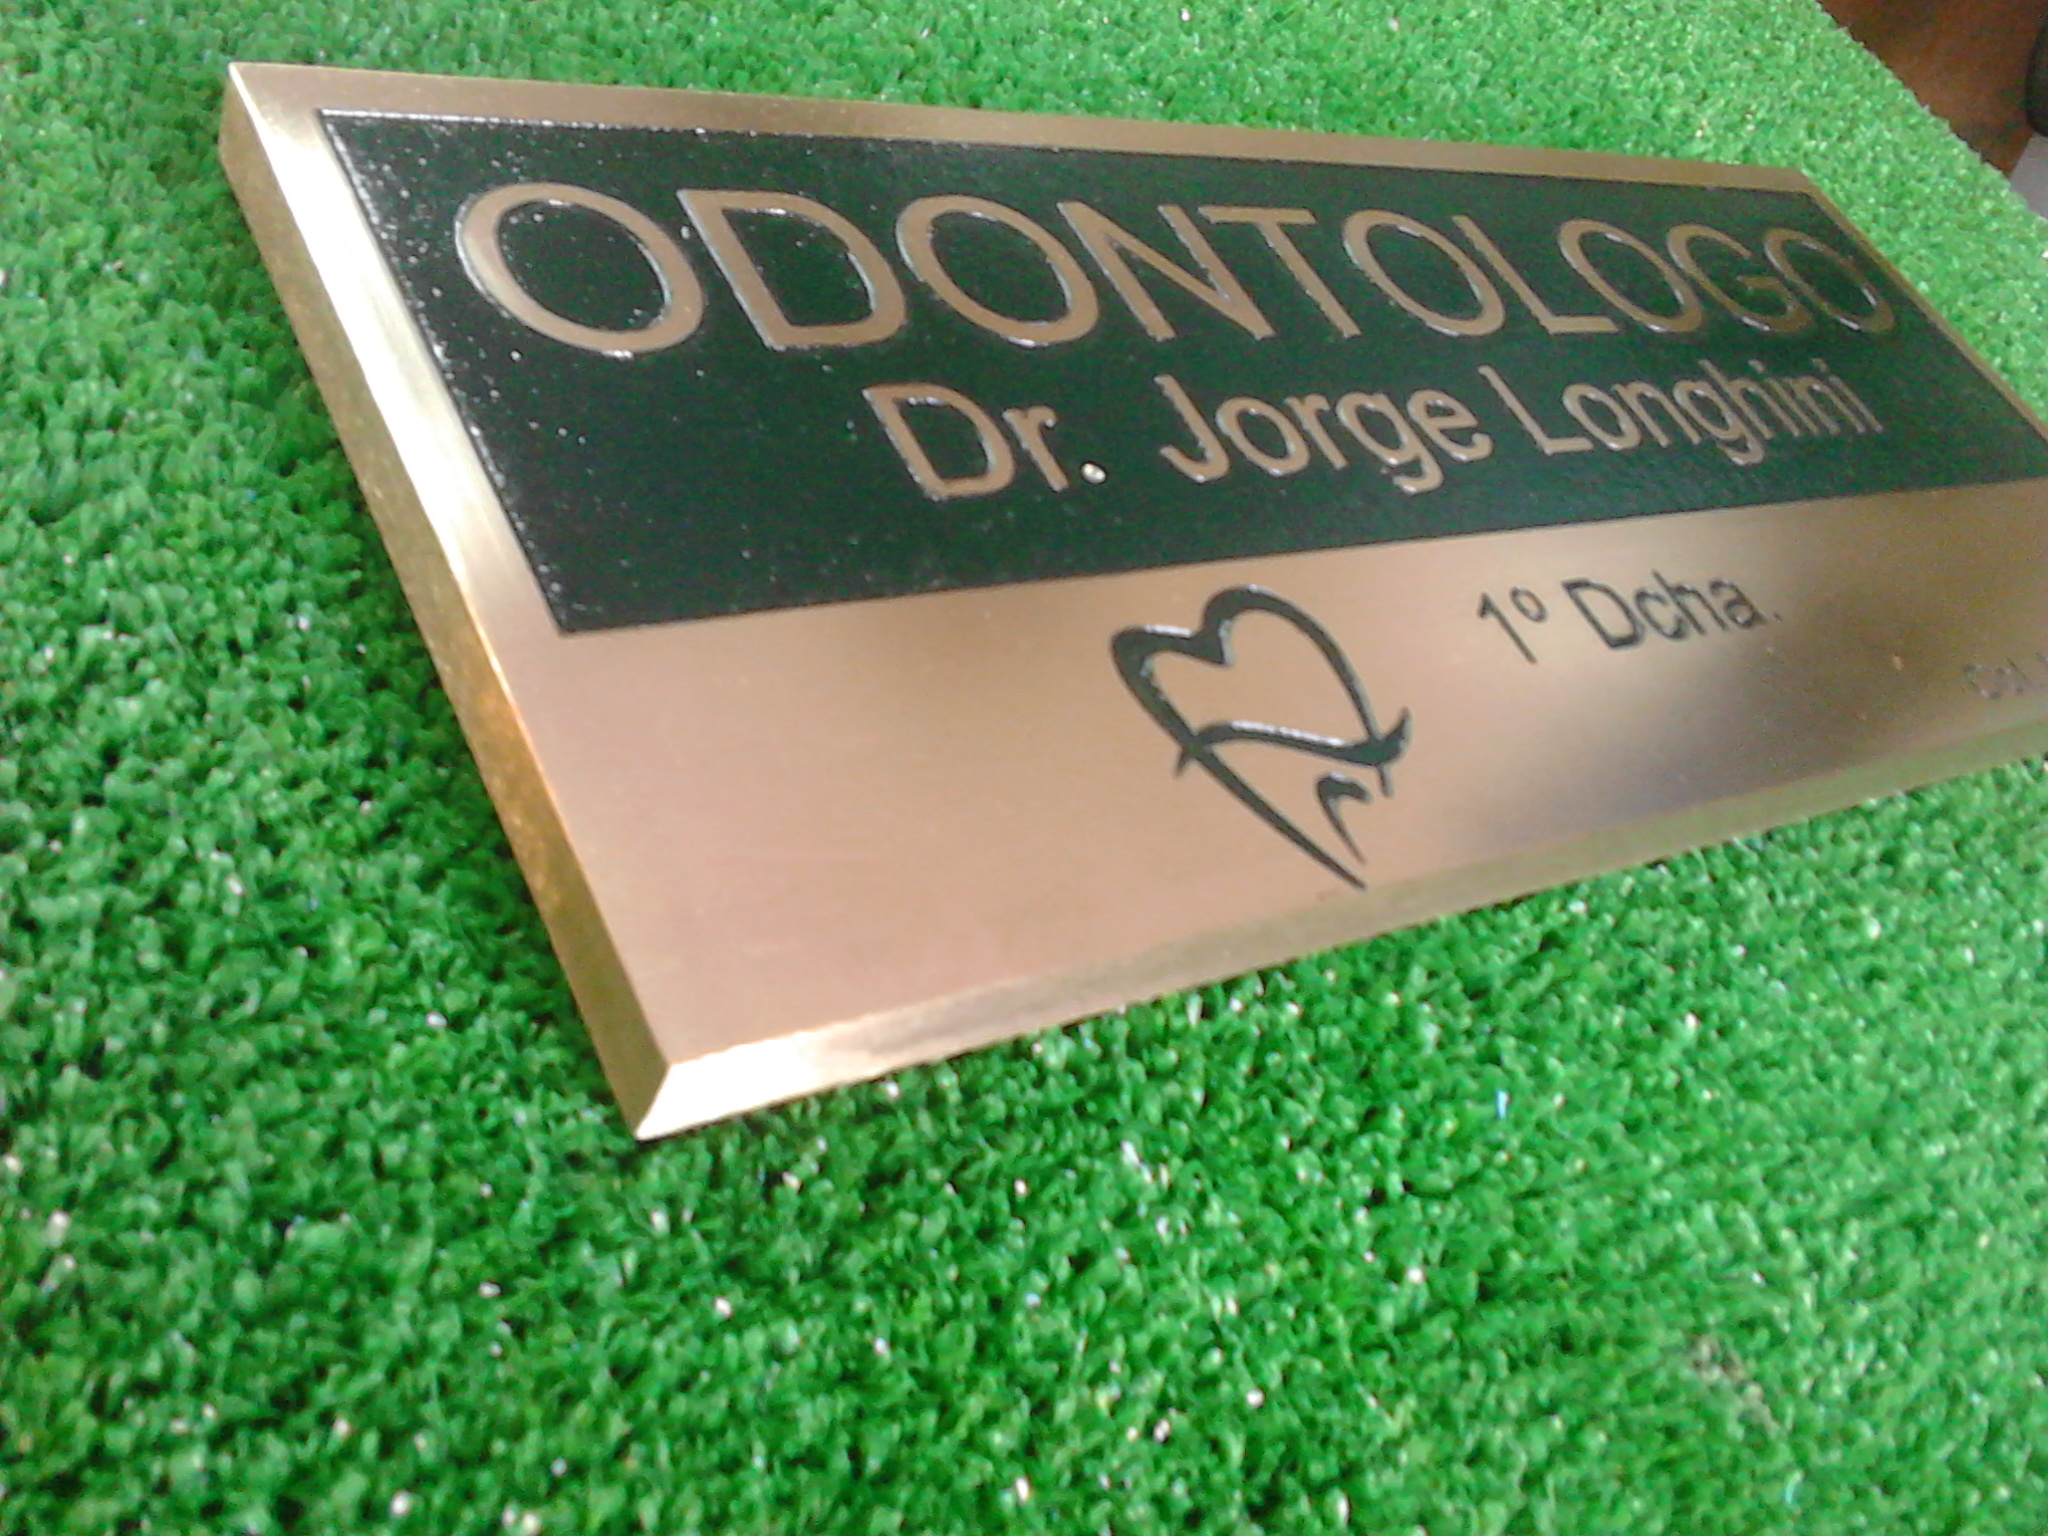 ODONTOLOGO
Dr. Jorge Longhini
1º Dcha.